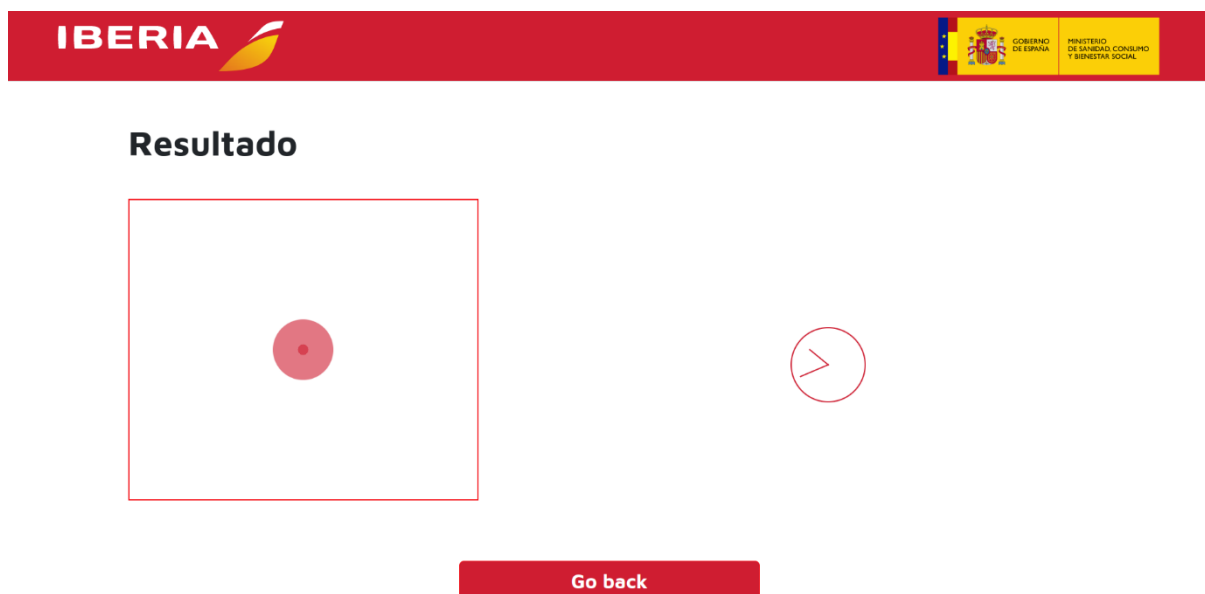 IBERIA
GOBIERNO
DE ESPAÑA
MINISTERIO
DE SANIDAD, CONSUMO
Y BIENESTAR SOCIAL
Resultado
Go back